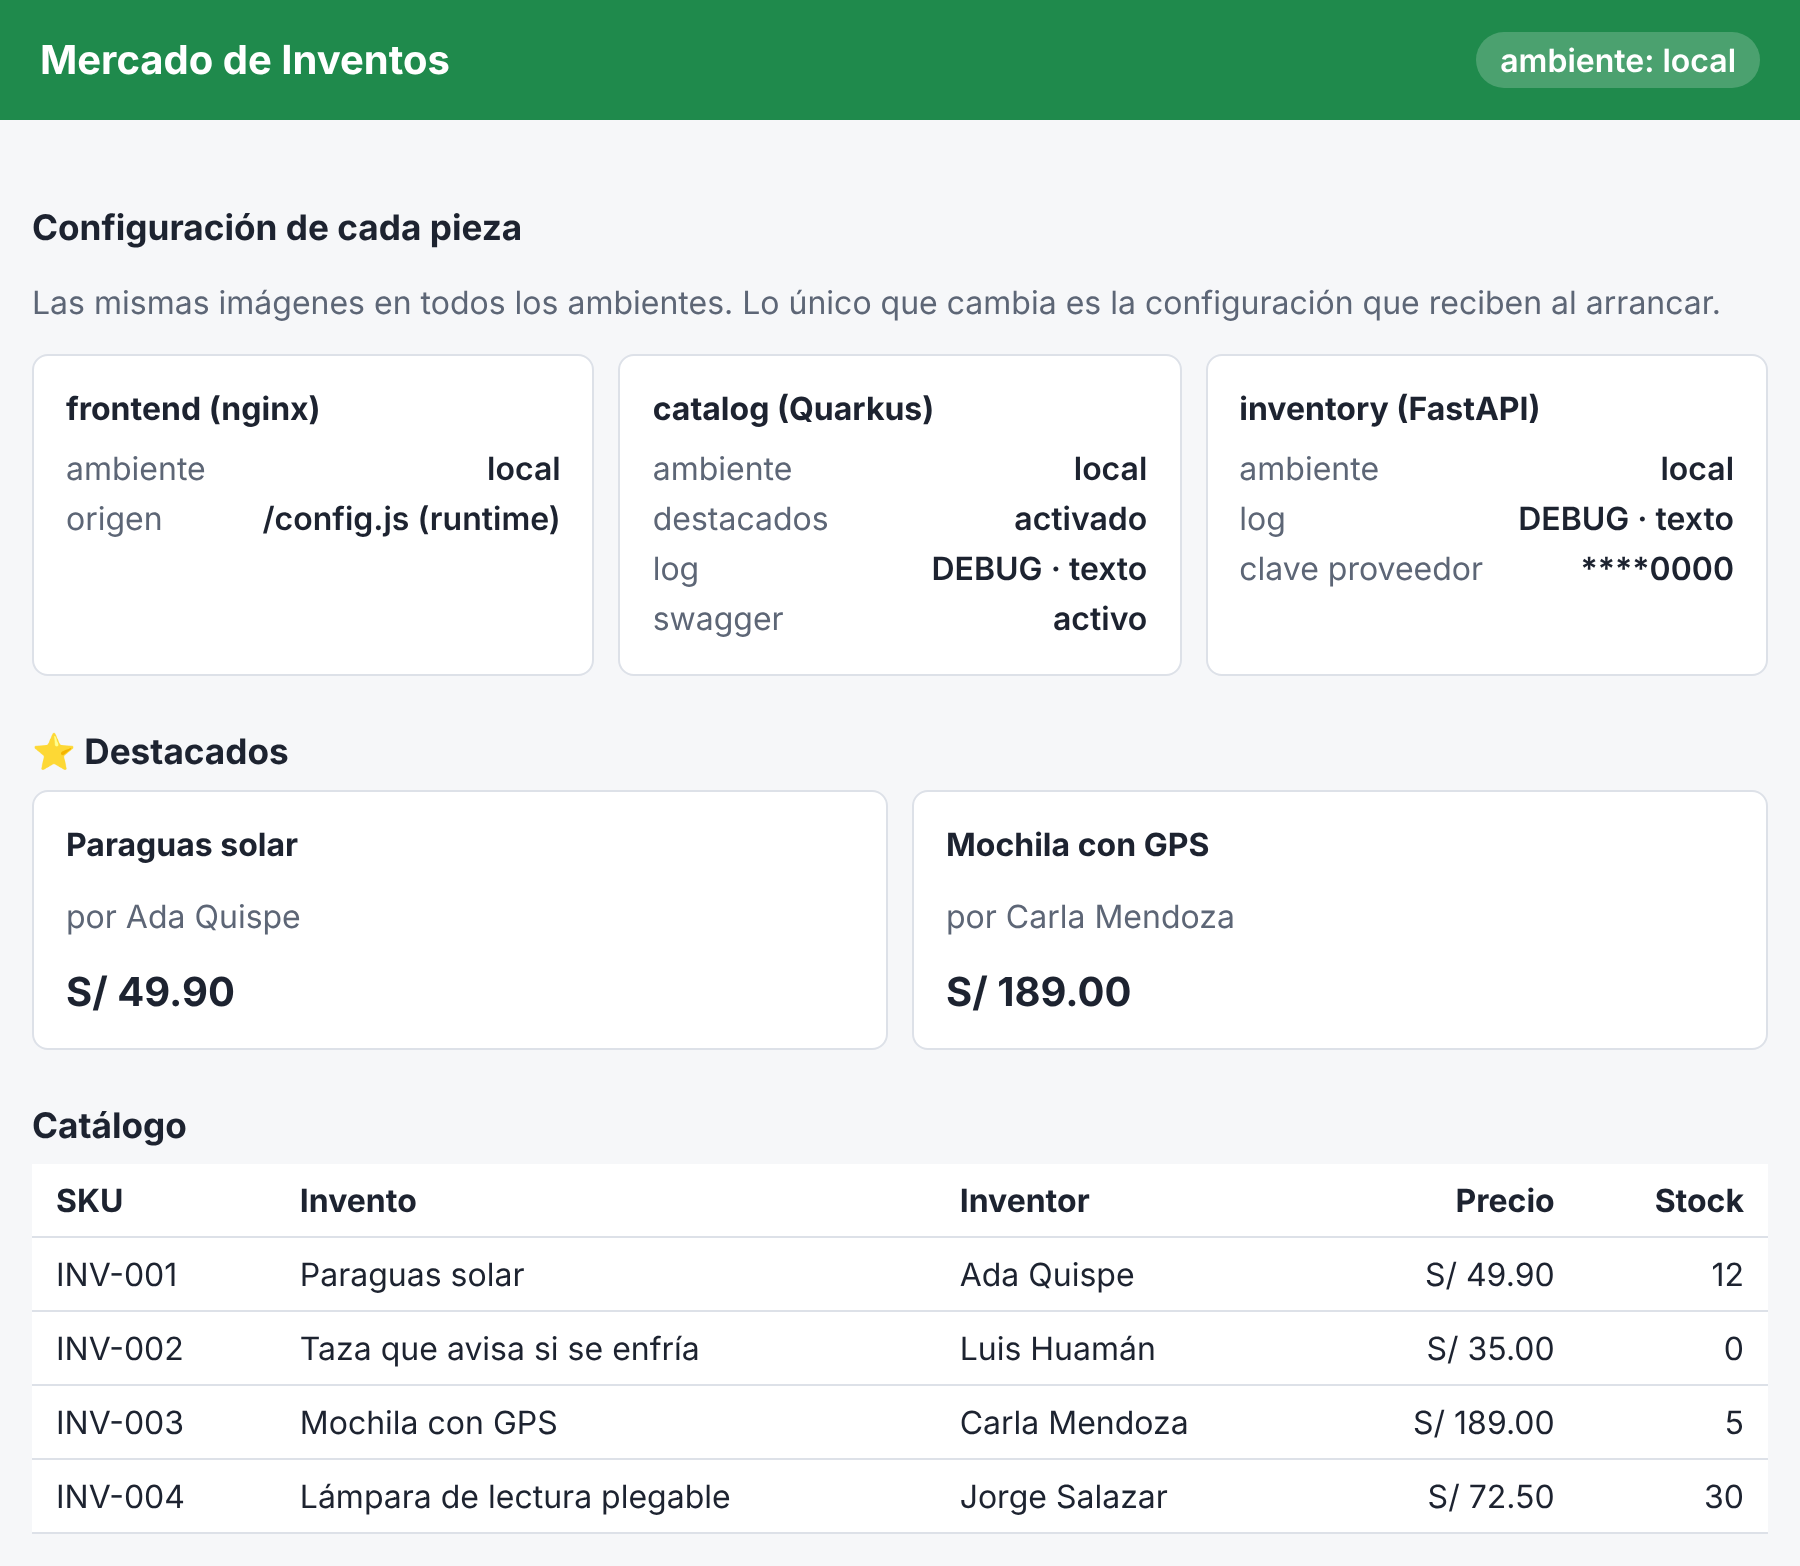 Mercado de Inventos
ambiente: local
Configuración de cada pieza
Las mismas imágenes en todos los ambientes. Lo único que cambia es la configuración que reciben al arrancar.
frontend (nginx)
ambiente local
origen /config.js (runtime)
catalog (Quarkus)
ambiente local
destacados activado
log DEBUG · texto
swagger activo
inventory (FastAPI)
ambiente local
log DEBUG · texto
clave proveedor ****0000
⭐ Destacados
Paraguas solar
por Ada Quispe
S/ 49.90
Mochila con GPS
por Carla Mendoza
S/ 189.00
Catálogo
SKU Invento Inventor Precio Stock
INV-001 Paraguas solar Ada Quispe S/ 49.90 12
INV-002 Taza que avisa si se enfría Luis Huamán S/ 35.00 0
INV-003 Mochila con GPS Carla Mendoza S/ 189.00 5
INV-004 Lámpara de lectura plegable Jorge Salazar S/ 72.50 30